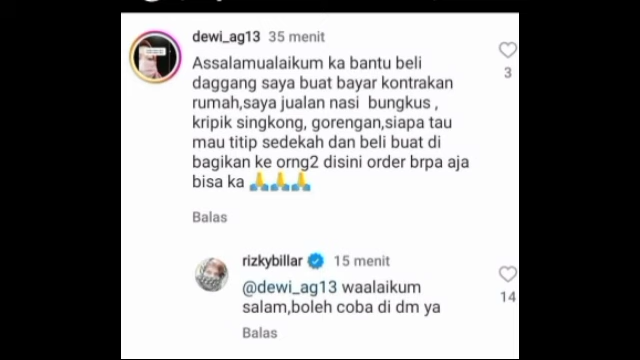 dewi_ag13 35 menit
Assalamualaikum ka bantu beli
daggang saya buat bayar kontrakan
rumah,saya jualan nasi bungkus ,
kripik singkong, gorengan,siapa tau
mau titip sedekah dan beli buat di
bagikan ke orng2 disini order brpa aja
bisa ka 🙏🙏🙏
3
Balas
rizkybillar 15 menit
@dewi_ag13 waalaikum
salam,boleh coba di dm ya
14
Balas